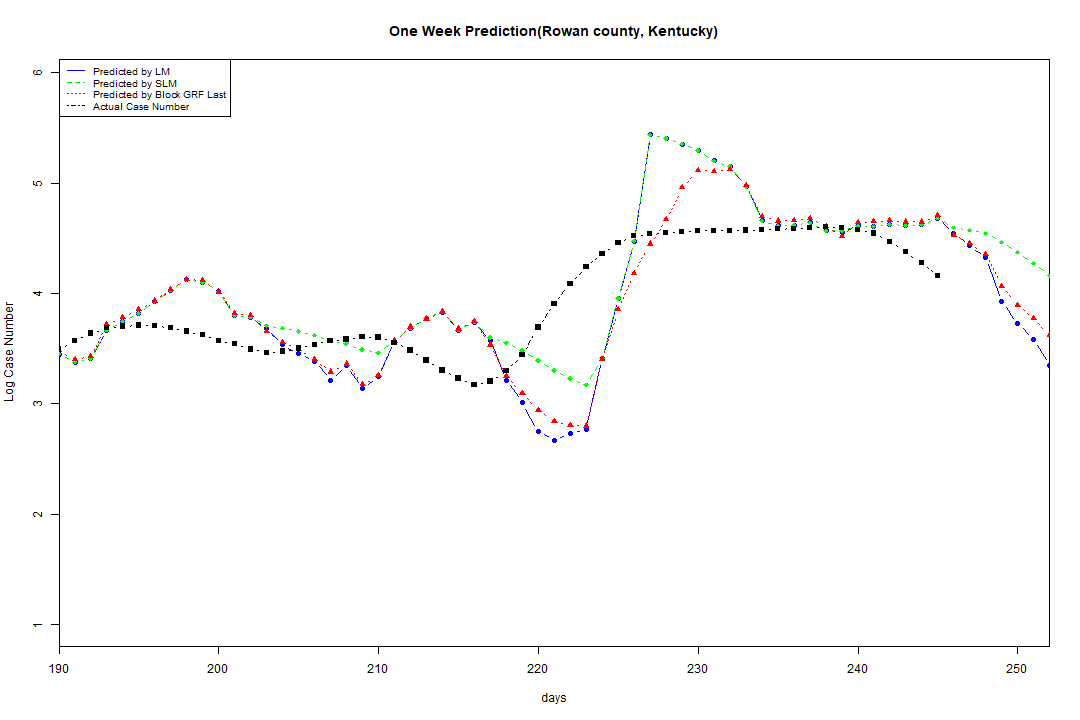 One Week Prediction(Rowan county, Kentucky)
Predicted by LM
Predicted by SLM
Predicted by Block GRF Last
Actual Case Number
Log Case Number
6
5
4
3
2
1
190 200 210 220 230 240 250
days